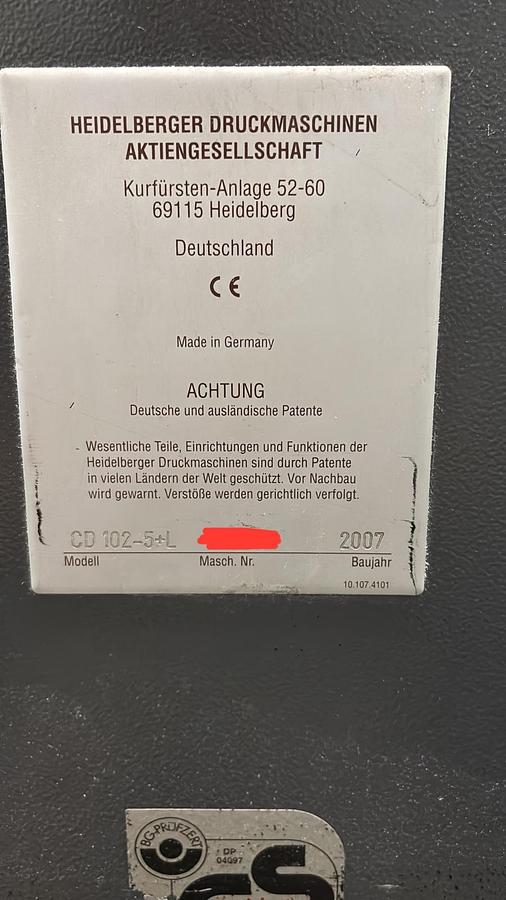 HEIDELBERGER DRUCKMASCHINEN
AKTIENGESELLSCHAFT
Kurfürsten-Anlage 52-60
69115 Heidelberg
Deutschland
CE
Made in Germany
ACHTUNG
Deutsche und ausländische Patente
Wesentliche Teile, Einrichtungen und Funktionen der
Heidelberger Druckmaschinen sind durch Patente
in vielen Ländern der Welt geschützt. Vor Nachbau
wird gewarnt. Verstöße werden gerichtlich verfolgt.
CD 102-5+L 2007
Modell Masch. Nr. Baujahr
10.107.4101
BG-PRÜFZERT
DP
04097